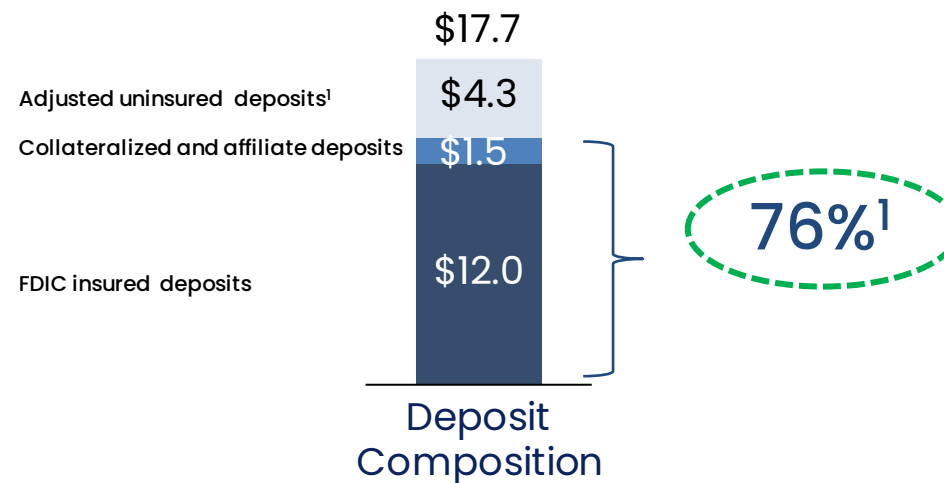 $17.7
Adjusted uninsured deposits¹
$4.3
Collateralized and affiliate deposits
$1.5
76%¹
FDIC insured deposits
$12.0
Deposit
Composition